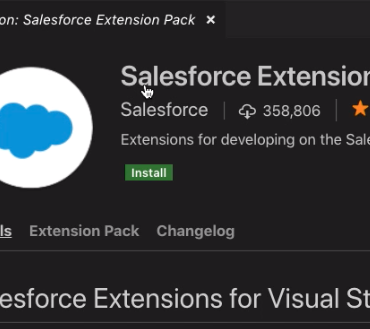 on: Salesforce Extension Pack ×
Salesforce Extension
Salesforce | 358,806 |
Extensions for developing on the Sale
Install
ls Extension Pack Changelog
esforce Extensions for Visual St